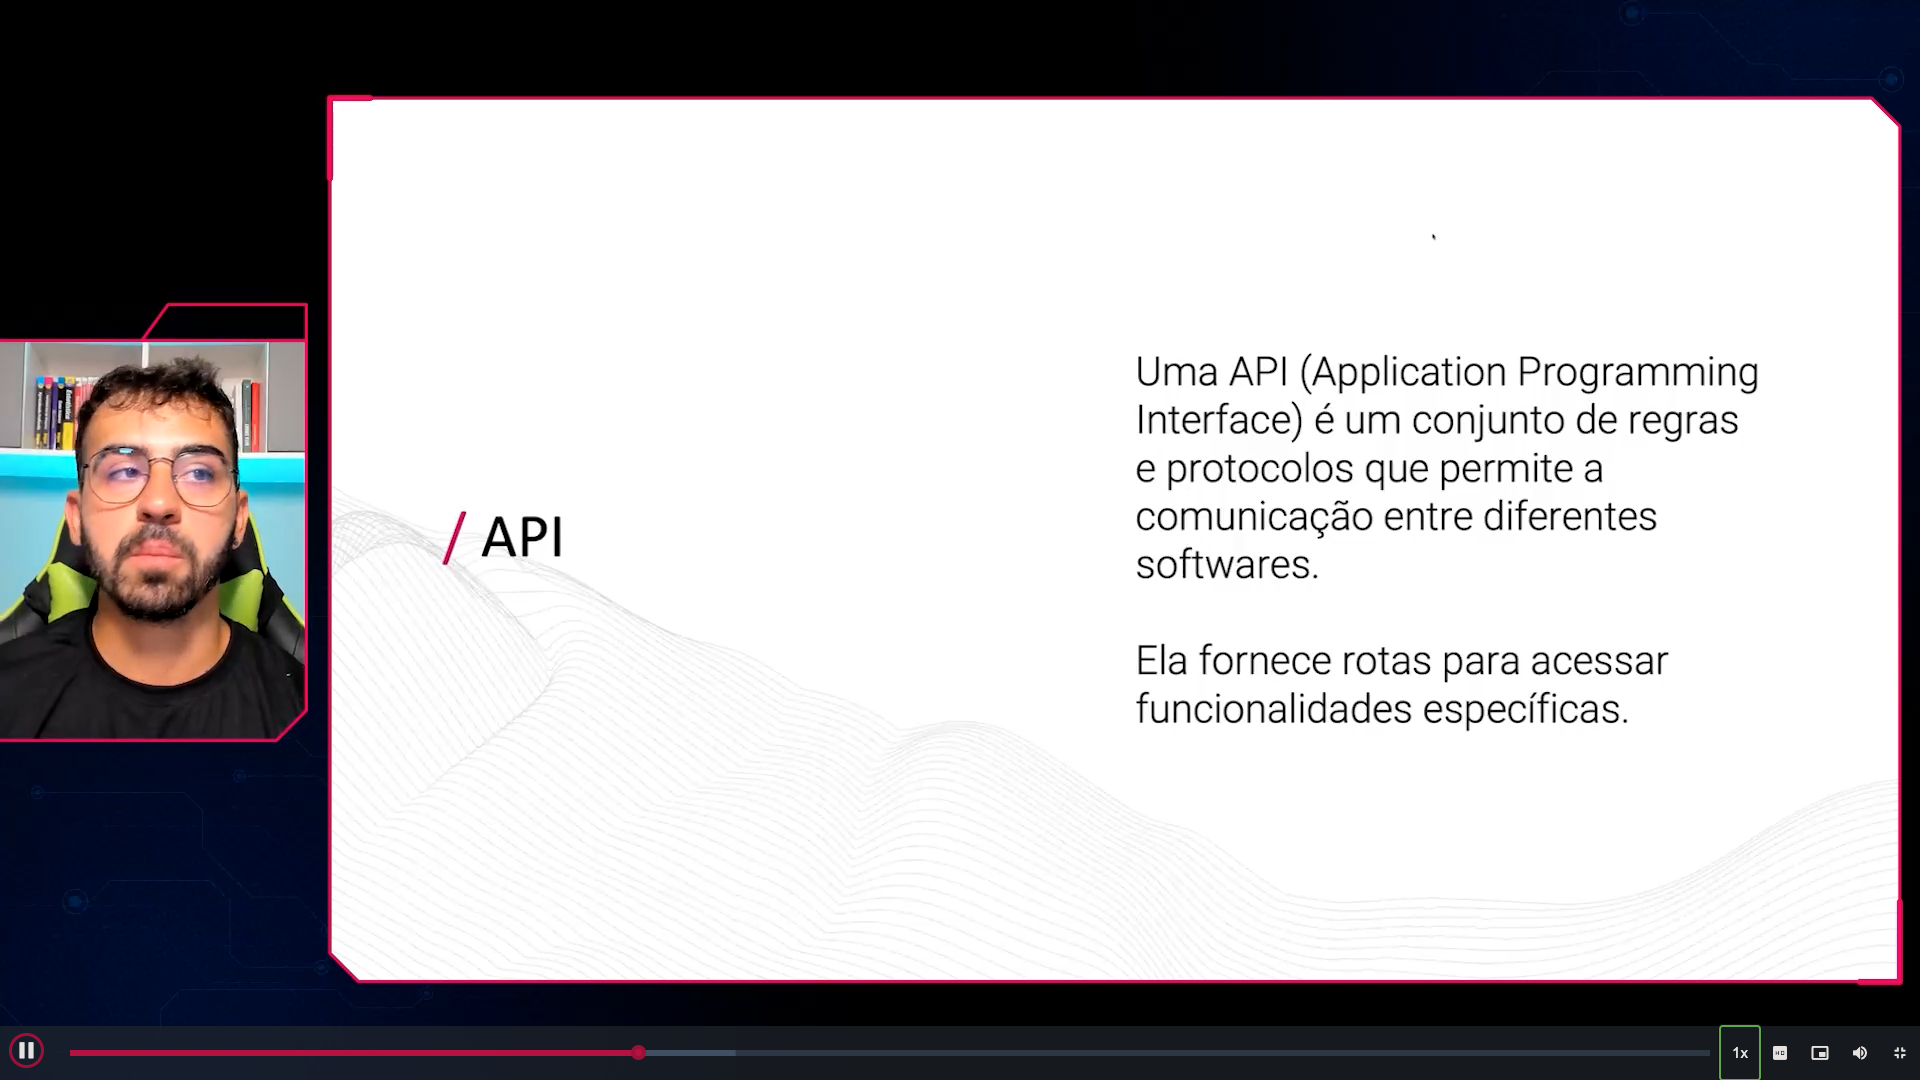 / API
Uma API (Application Programming
Interface) é um conjunto de regras
e protocolos que permite a
comunicação entre diferentes
softwares.
Ela fornece rotas para acessar
funcionalidades específicas.
1x
HD